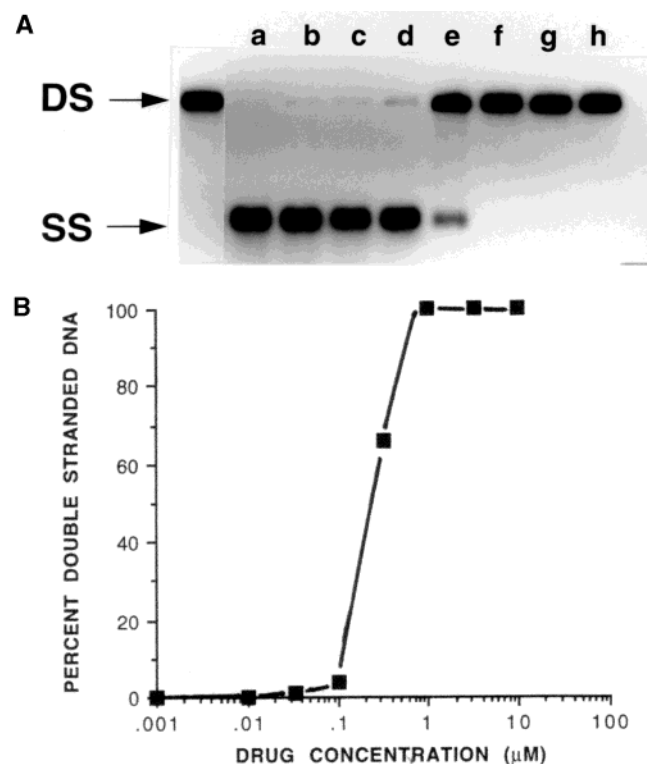 A
a b c d e f g h
DS
SS
B
PERCENT DOUBLE STRANDED DNA
100
80
60
40
20
0
.001 .01 .1 1 10 100
DRUG CONCENTRATION (μM)